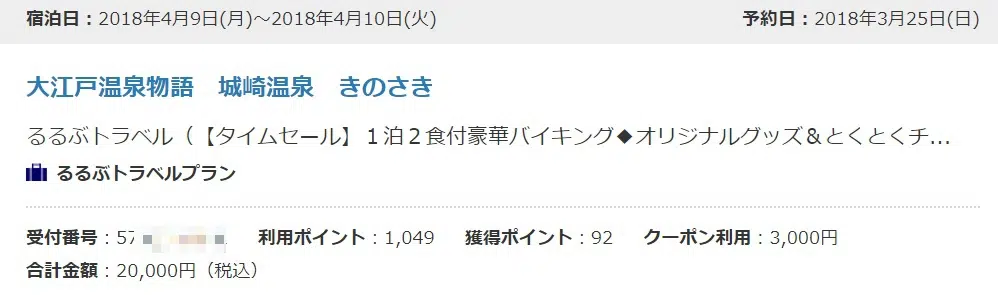 宿泊日：2018年4月9日(月)～2018年4月10日(火) 予約日：2018年3月25日(日)
大江戸温泉物語　城崎温泉　きのさき
るるぶトラベル（【タイムセール】１泊２食付豪華バイキング◆オリジナルグッズ＆とくとくチ...
るるぶトラベルプラン
受付番号：57 利用ポイント：1,049 獲得ポイント：92 クーポン利用：3,000円
合計金額：20,000円（税込）